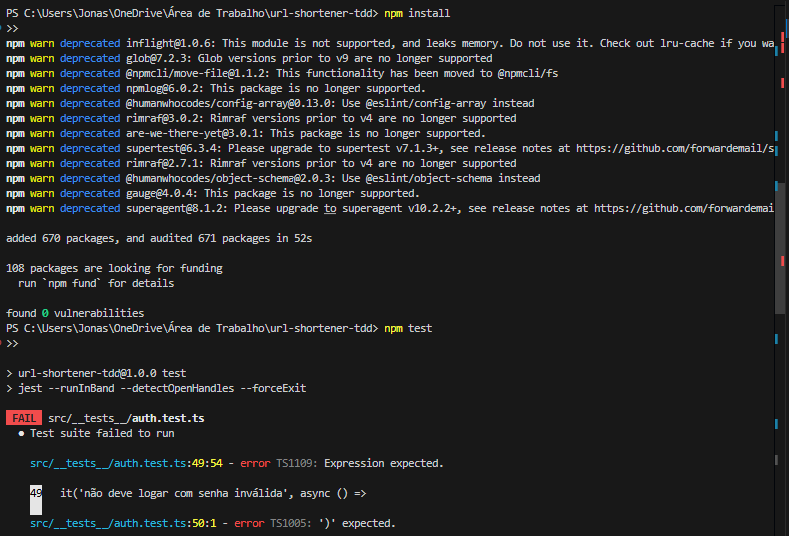 PS C:\Users\Jonas\OneDrive\Área de Trabalho\url-shortener-tdd> npm install
>>
npm warn deprecated inflight@1.0.6: This module is not supported, and leaks memory. Do not use it. Check out lru-cache if you wa
npm warn deprecated glob@7.2.3: Glob versions prior to v9 are no longer supported
npm warn deprecated @npmcli/move-file@1.1.2: This functionality has been moved to @npmcli/fs
npm warn deprecated npmlog@6.0.2: This package is no longer supported.
npm warn deprecated @humanwhocodes/config-array@0.13.0: Use @eslint/config-array instead
npm warn deprecated rimraf@3.0.2: Rimraf versions prior to v4 are no longer supported
npm warn deprecated are-we-there-yet@3.0.1: This package is no longer supported.
npm warn deprecated supertest@6.3.4: Please upgrade to supertest v7.1.3+, see release notes at https://github.com/forwardemail/s
npm warn deprecated rimraf@2.7.1: Rimraf versions prior to v4 are no longer supported
npm warn deprecated @humanwhocodes/object-schema@2.0.3: Use @eslint/object-schema instead
npm warn deprecated gauge@4.0.4: This package is no longer supported.
npm warn deprecated superagent@8.1.2: Please upgrade to superagent v10.2.2+, see release notes at https://github.com/forwardemai
added 670 packages, and audited 671 packages in 52s
108 packages are looking for funding
run `npm fund` for details
found 0 vulnerabilities
PS C:\Users\Jonas\OneDrive\Área de Trabalho\url-shortener-tdd> npm test
>>
> url-shortener-tdd@1.0.0 test
> jest --runInBand --detectOpenHandles --forceExit
FAIL src/__tests__/auth.test.ts
● Test suite failed to run
src/__tests__/auth.test.ts:49:54 - error TS1109: Expression expected.
49 it('não deve logar com senha inválida', async () =>
src/__tests__/auth.test.ts:50:1 - error TS1005: ')' expected.